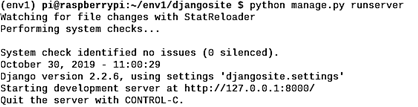 (env1) pi@raspberrypi:~/env1/djangosite $ python manage.py runserver
Watching for file changes with StatReloader
Performing system checks...
System check identified no issues (0 silenced).
October 30, 2019 - 11:00:29
Django version 2.2.6, using settings 'djangosite.settings'
Starting development server at http://127.0.0.1:8000/
Quit the server with CONTROL-C.